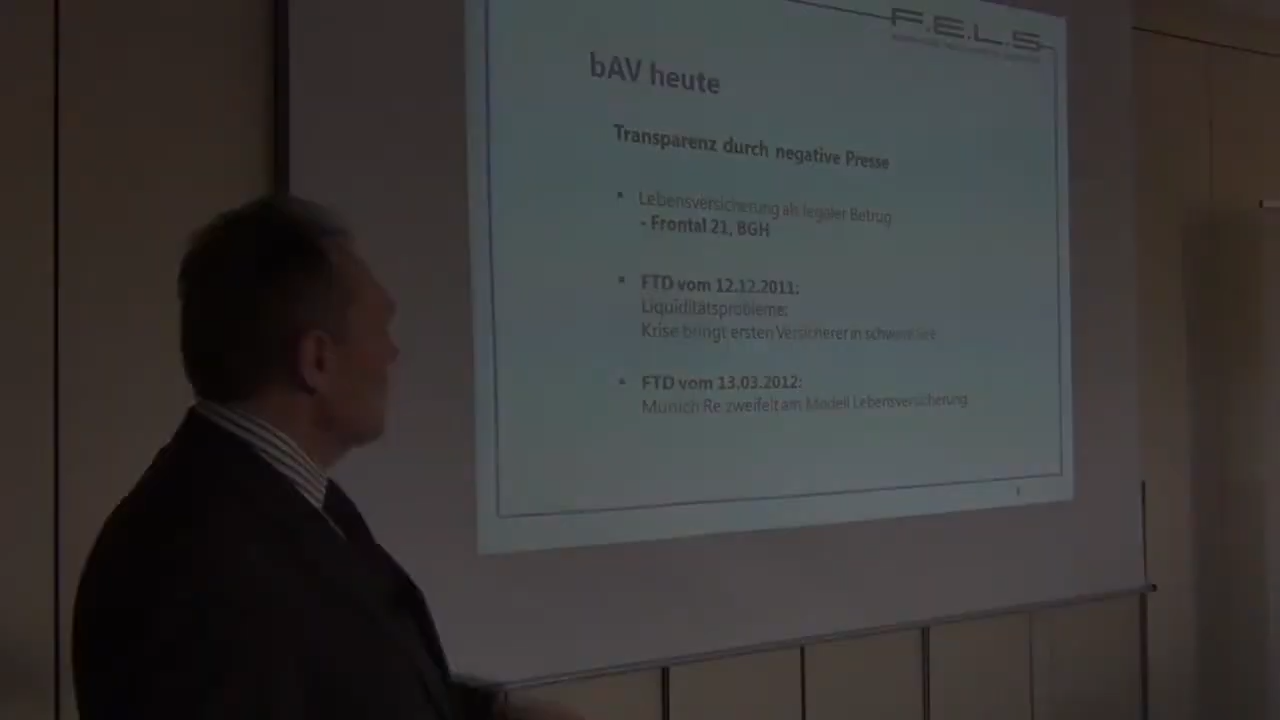 F.E.L.S
bAV heute
Transparenz durch negative Presse
Lebensversicherung als legaler Betrug
- Frontal 21, BGH
FTD vom 12.12.2011:
Liquiditätsprobleme:
Krise bringt ersten Versicherer in
FTD vom 13.03.2012:
Munich Re zweifelt am Modell Lebensversicherung